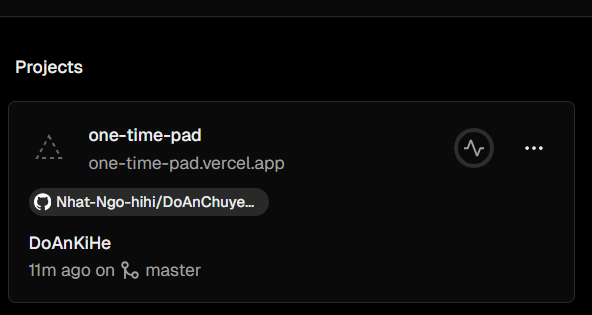 Projects
one-time-pad
one-time-pad.vercel.app
Nhat-Ngo-hihi/DoAnChuye...
DoAnKiHe
11m ago on master